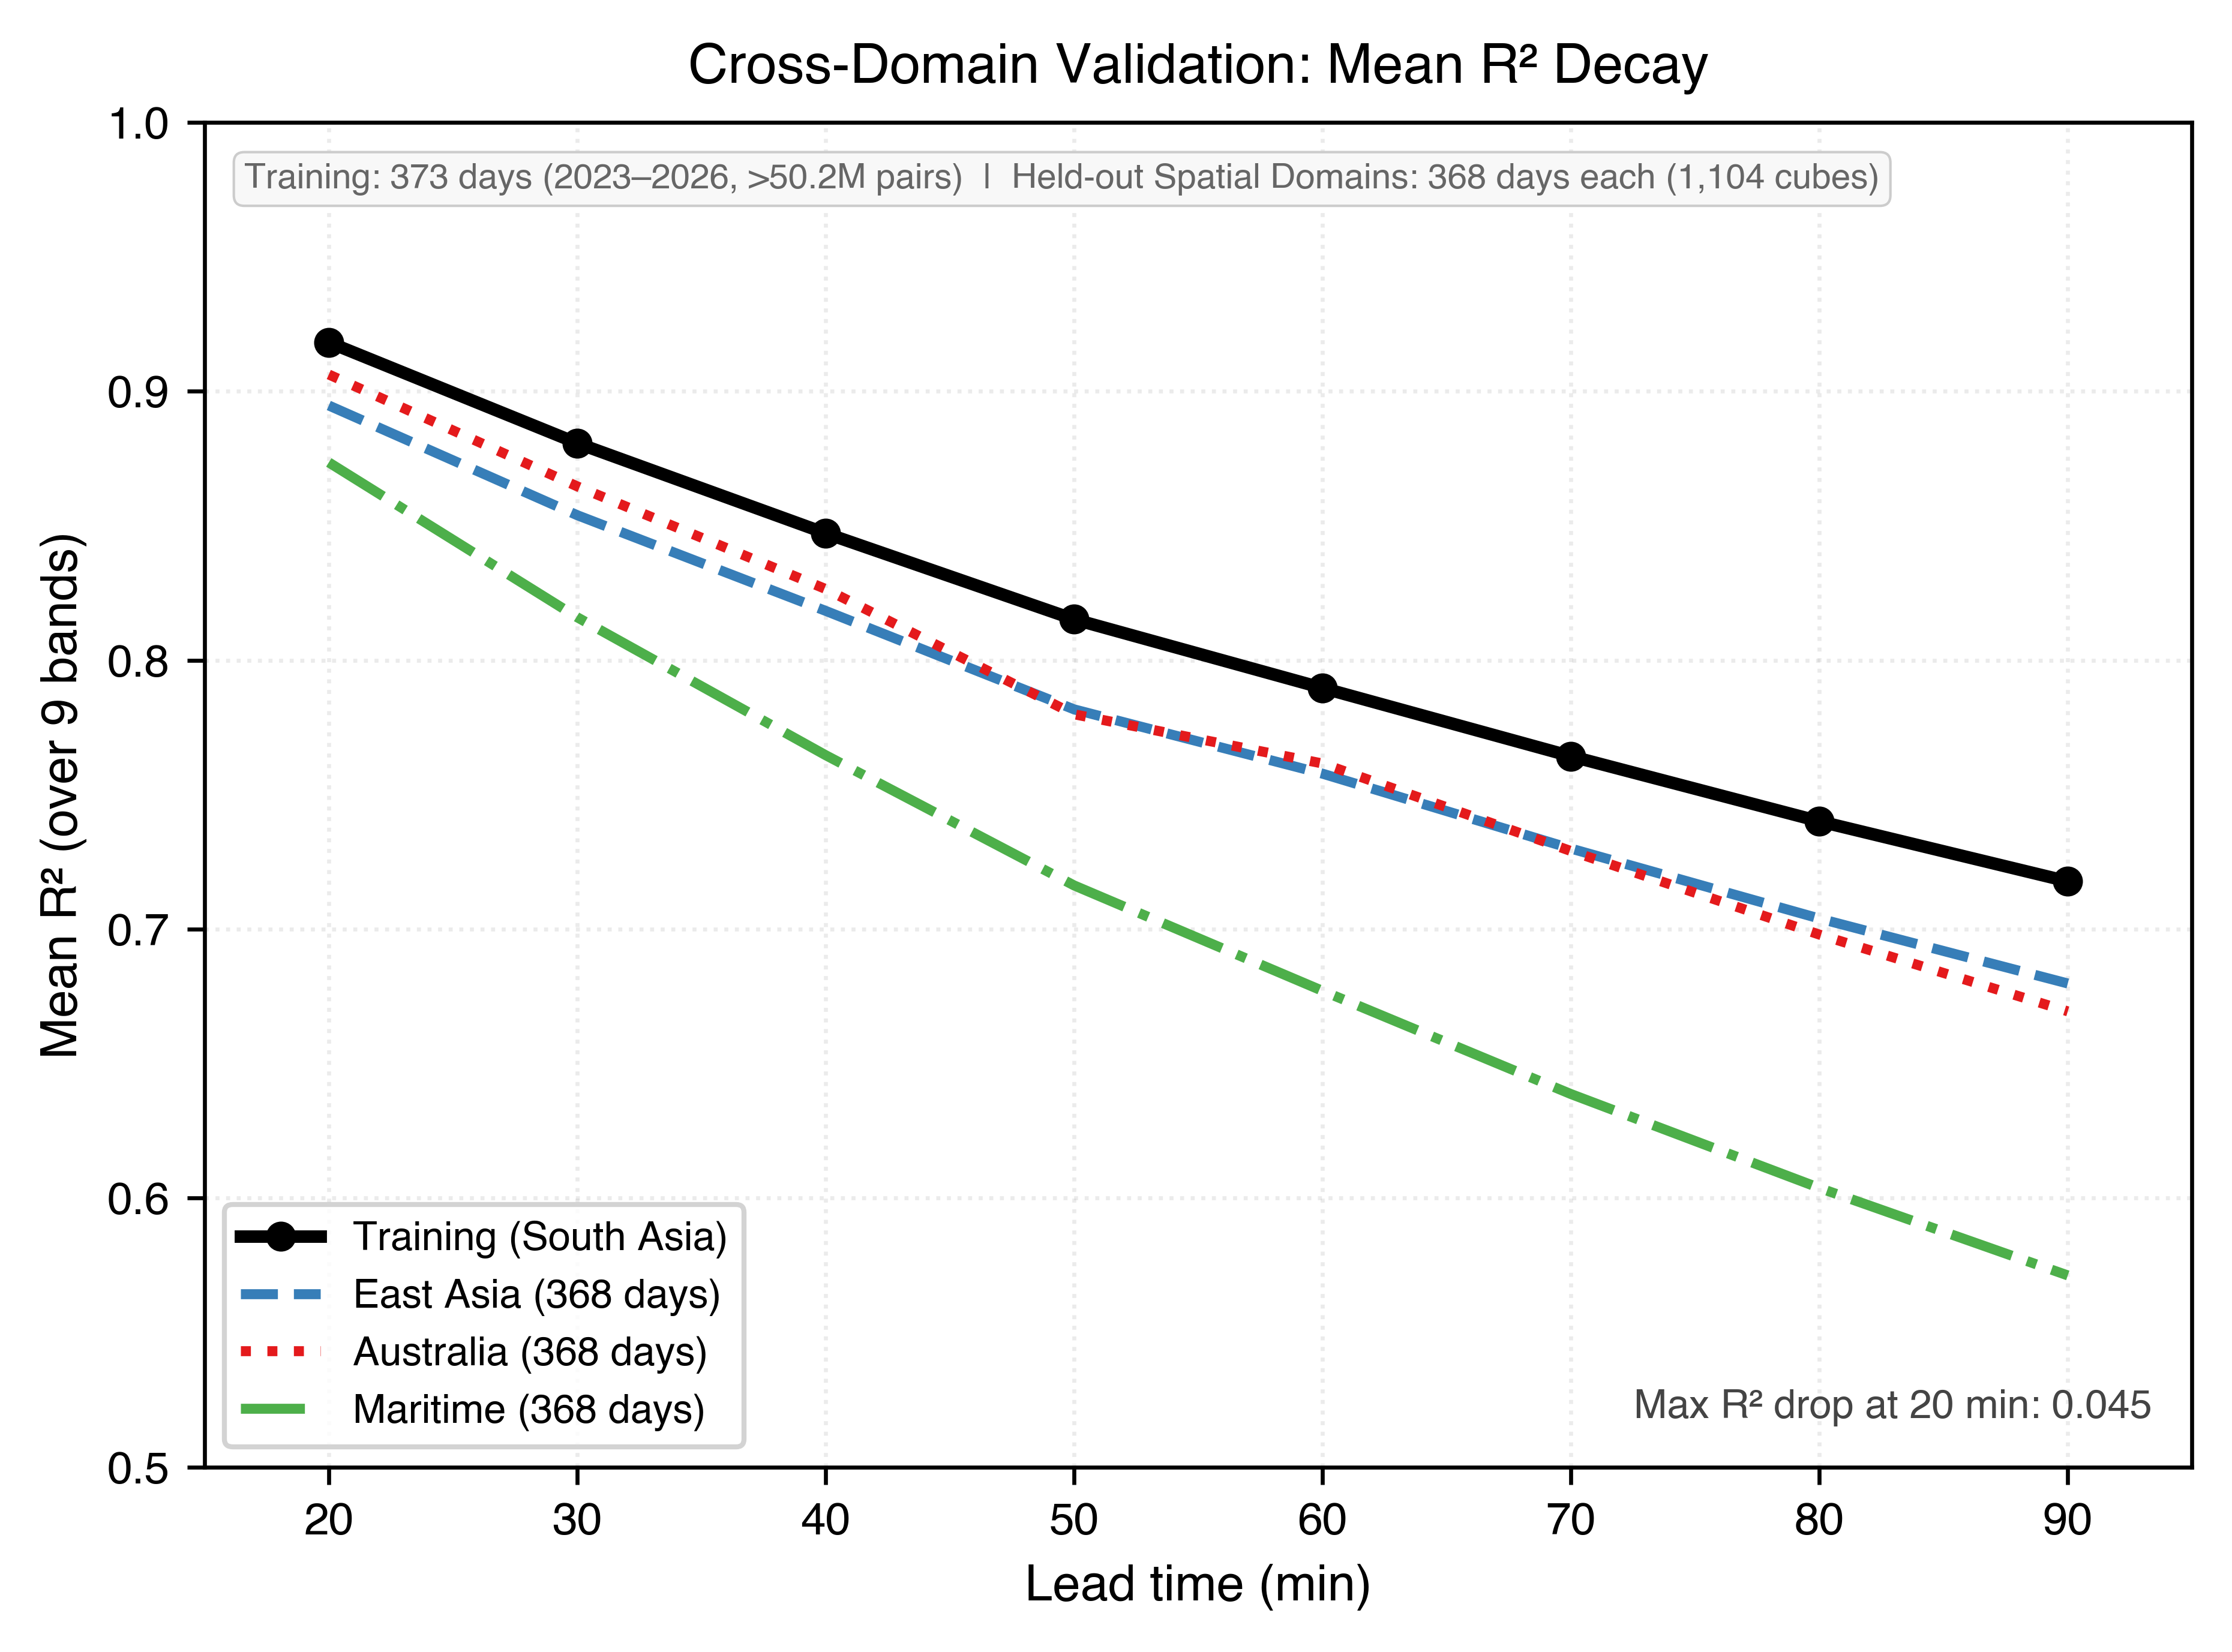 Cross-Domain Validation: Mean R² Decay
Training: 373 days (2023–2026, >50.2M pairs) | Held-out Spatial Domains: 368 days each (1,104 cubes)
Mean R² (over 9 bands)
1.0
0.9
0.8
0.7
0.6
0.5
Training (South Asia)
East Asia (368 days)
Australia (368 days)
Maritime (368 days)
Max R² drop at 20 min: 0.045
20 30 40 50 60 70 80 90
Lead time (min)